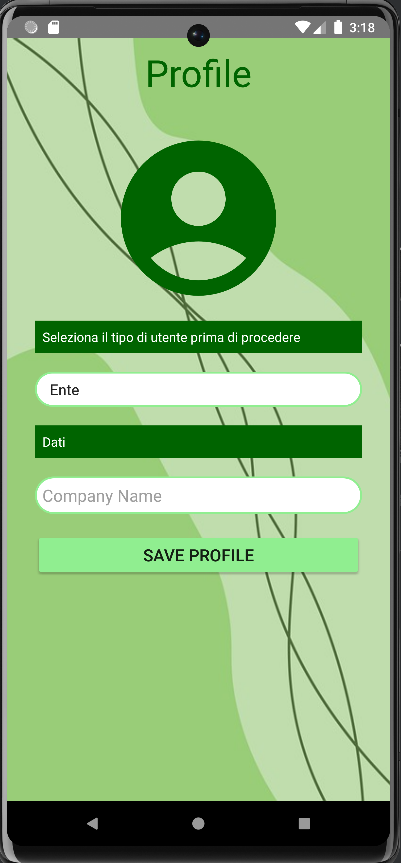 3:18
Profile
Seleziona il tipo di utente prima di procedere
Ente
Dati
Company Name
SAVE PROFILE